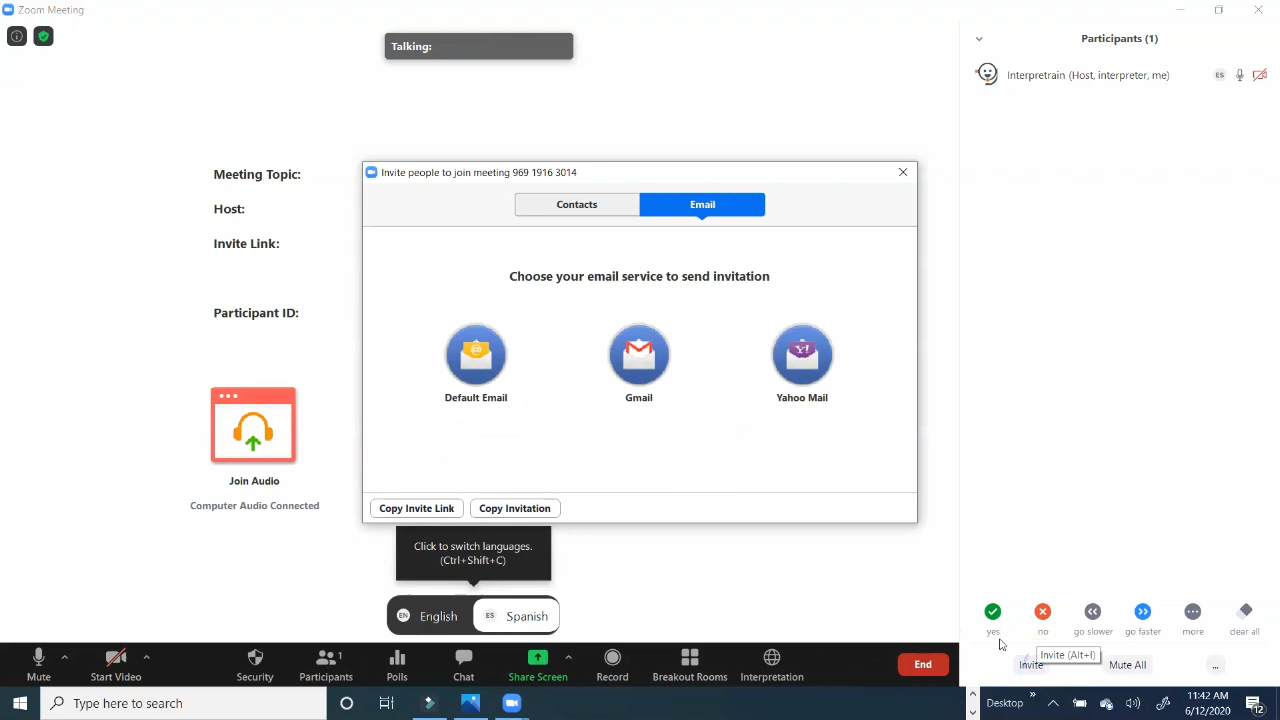 Zoom Meeting
Talking:
Participants (1)
Interpretrain (Host, interpreter, me)
ES
Meeting Topic:
Host:
Invite Link:
Participant ID:
Join Audio
Computer Audio Connected
Invite people to join meeting 969 1916 3014
Contacts
Email
Choose your email service to send invitation
Default Email
Gmail
Yahoo Mail
Copy Invite Link
Copy Invitation
Click to switch languages.
(Ctrl+Shift+C)
EN English
ES Spanish
yes
no
go slower
go faster
more
clear all
Invite (Alt+I)
Invite
Mute All
...
Mute
Start Video
Security
Participants
1
Polls
Chat
Share Screen
Record
Breakout Rooms
Interpretation
End
Type here to search
Desktop
11:42 AM
6/12/2020
12